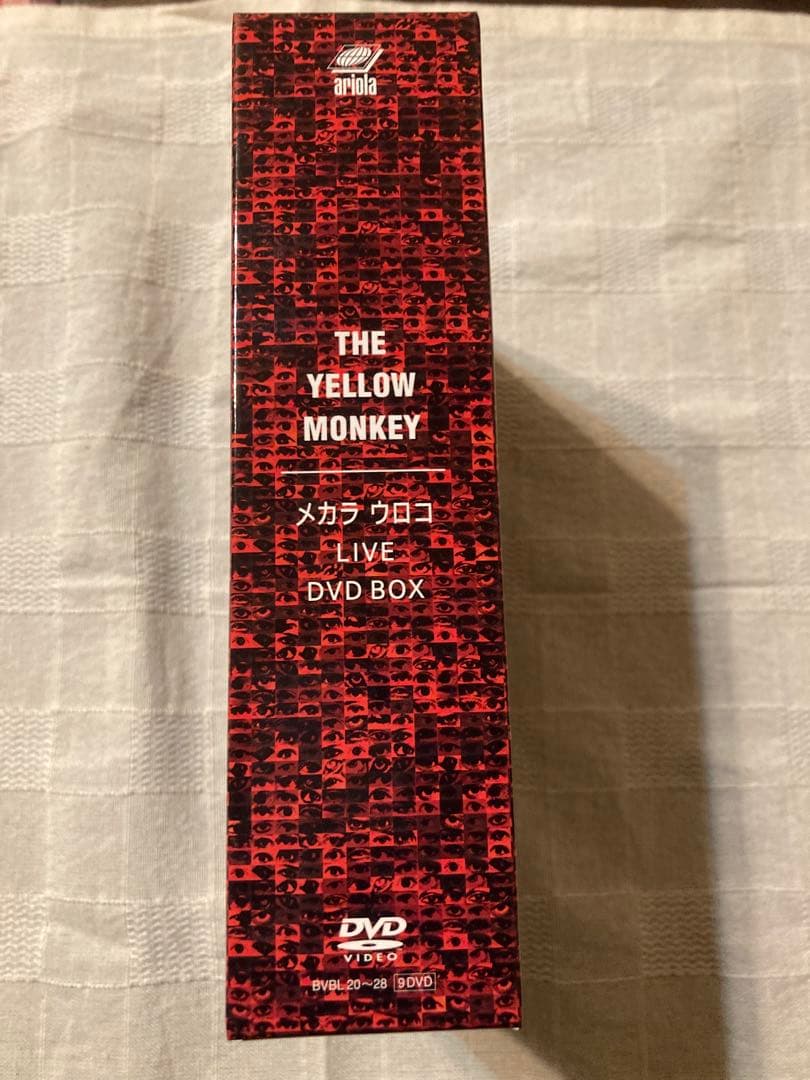 ariola
THE
YELLOW
MONKEY
メカラ ウロコ
LIVE
DVD BOX
DVD
VIDEO
BVBL 20～28 9DVD